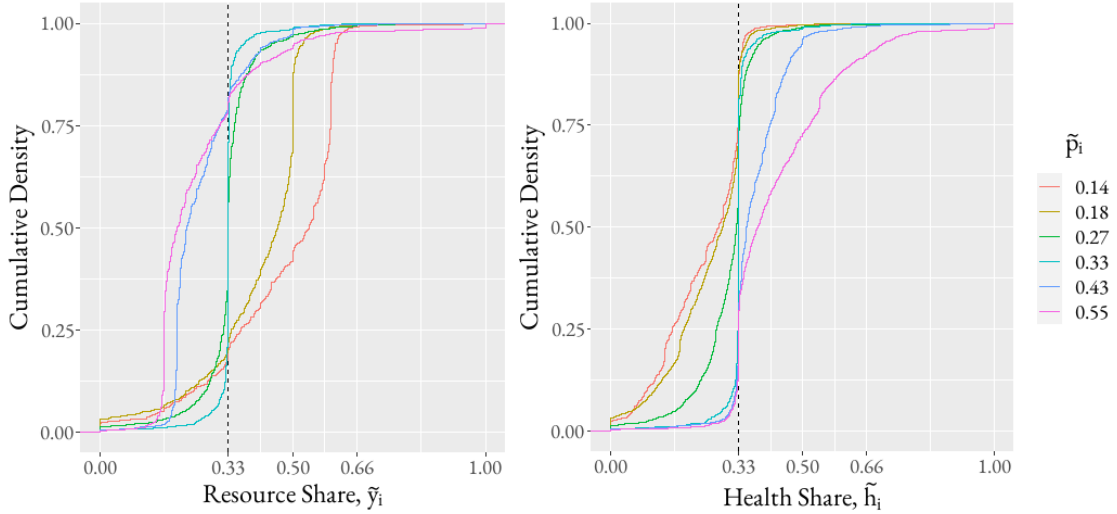 1.00
0.75
0.50
0.25
0.00
Cumulative Density
0.00 0.33 0.50 0.66 1.00
Resource Share, ỹᵢ
1.00
0.75
0.50
0.25
0.00
Cumulative Density
0.00 0.33 0.50 0.66 1.00
Health Share, h̃ᵢ
p̃ᵢ
0.14
0.18
0.27
0.33
0.43
0.55